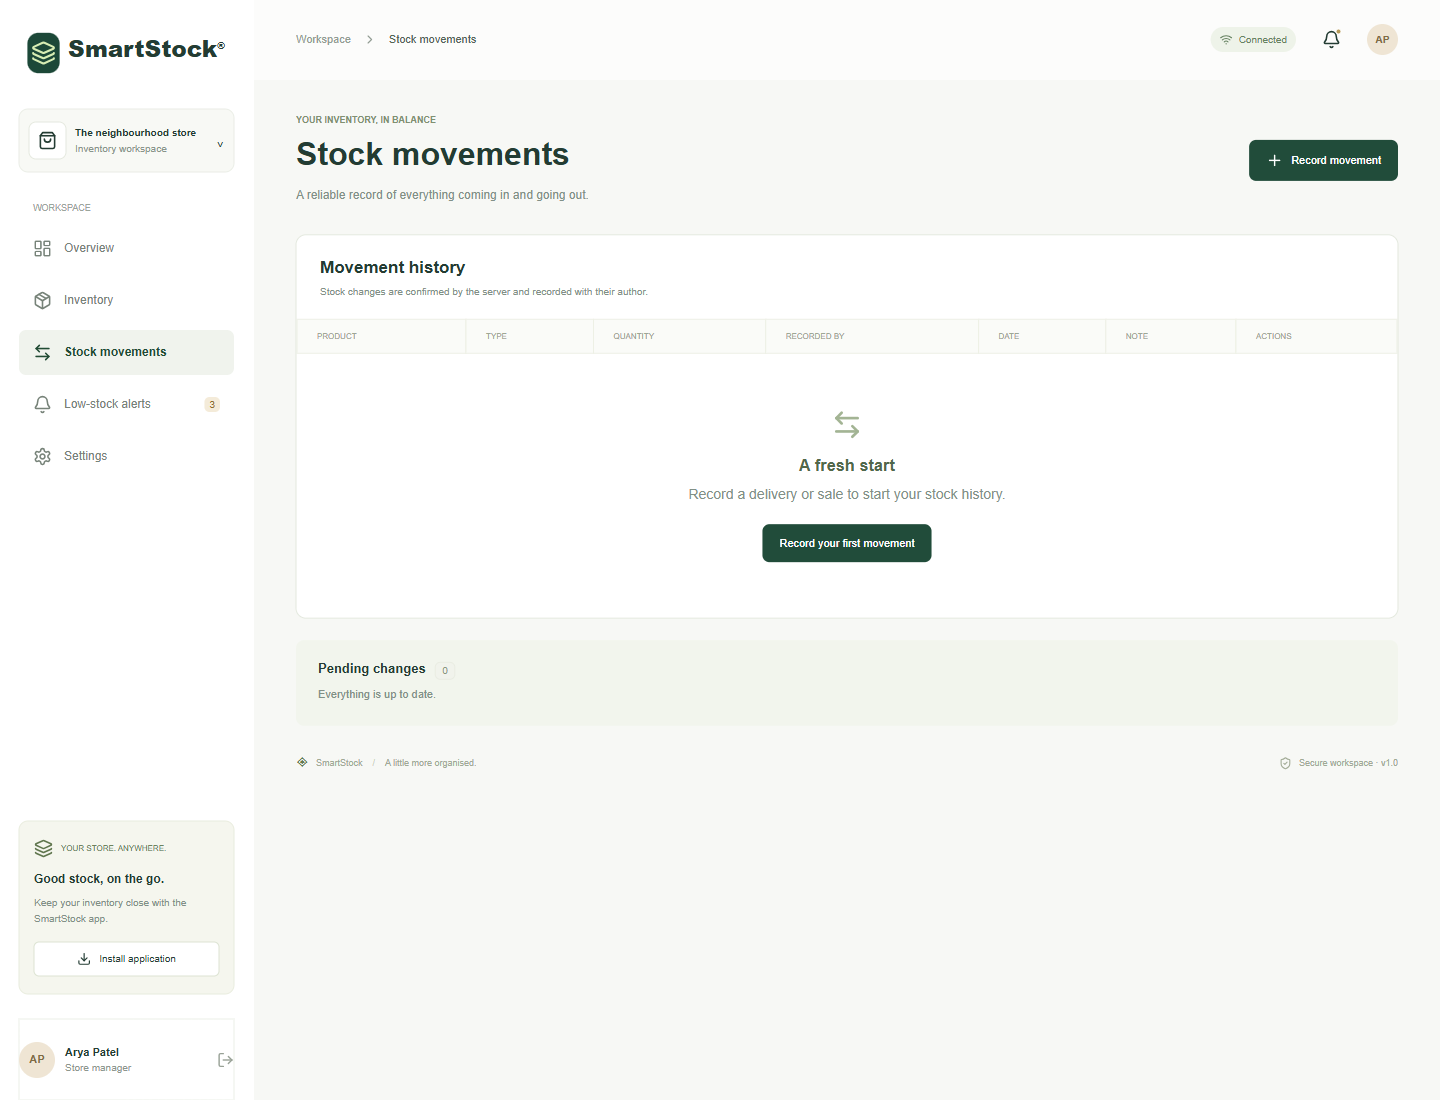 SmartStock®
The neighbourhood store
Inventory workspace
v
WORKSPACE
Overview
Inventory
Stock movements
Low-stock alerts 3
Settings
YOUR STORE. ANYWHERE.
Good stock, on the go.
Keep your inventory close with the
SmartStock app.
Install application
AP
Arya Patel
Store manager
Workspace > Stock movements
Connected
AP
YOUR INVENTORY, IN BALANCE
Stock movements
A reliable record of everything coming in and going out.
Record movement
Movement history
Stock changes are confirmed by the server and recorded with their author.
PRODUCT TYPE QUANTITY RECORDED BY DATE NOTE ACTIONS
A fresh start
Record a delivery or sale to start your stock history.
Record your first movement
Pending changes 0
Everything is up to date.
SmartStock / A little more organised.
Secure workspace · v1.0